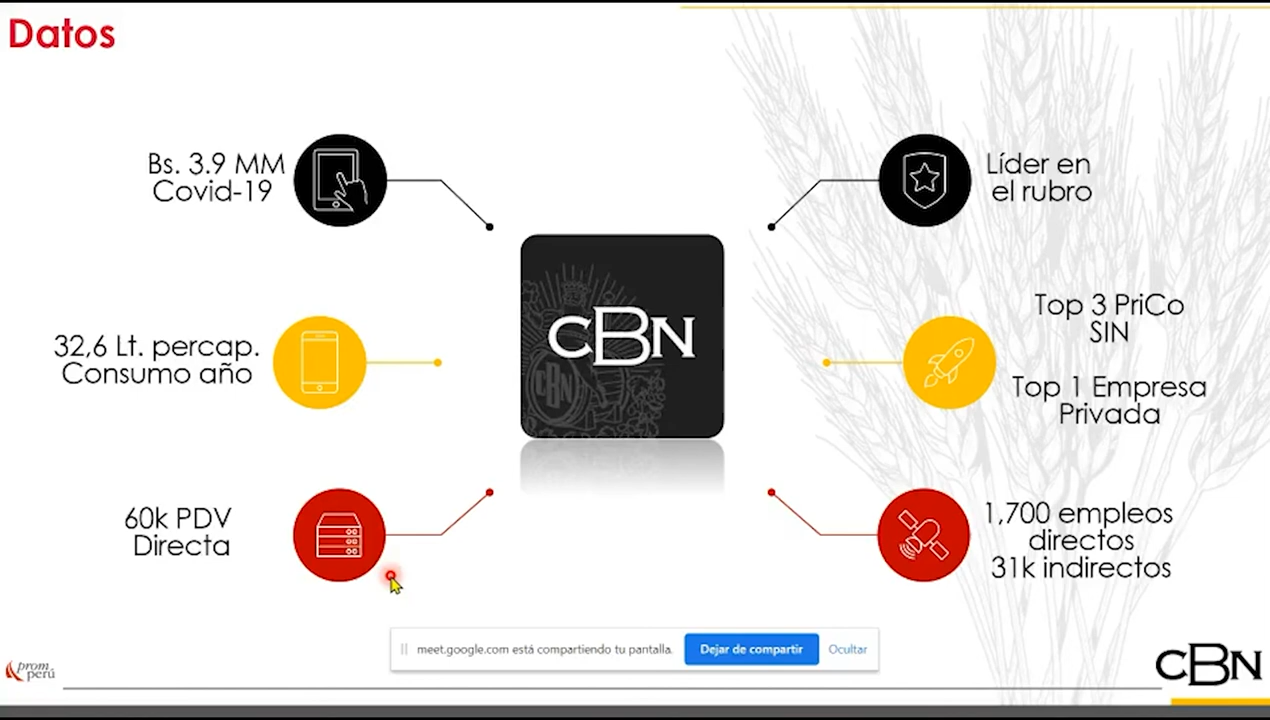 Datos
Bs. 3.9 MM
Covid-19
32,6 Lt. percap.
Consumo año
60k PDV
Directa
CBN
CBN
Líder en
el rubro
Top 3 PriCo
SIN
Top 1 Empresa
Privada
1,700 empleos
directos
31k indirectos
meet.google.com está compartiendo tu pantalla.
Dejar de compartir
Ocultar
prom
perú
CBN